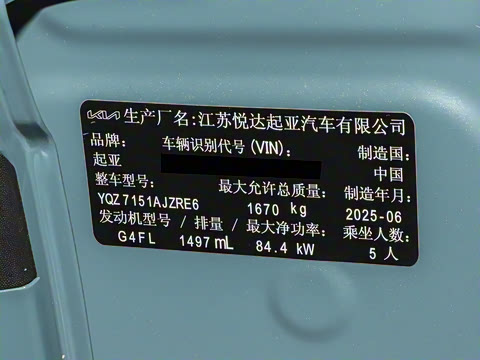 KIA 生产厂名:江苏悦达起亚汽车有限公司
品牌: 车辆识别代号(VIN): 制造国:
起亚 中国
整车型号: 最大允许总质量: 制造年月:
YQZ7151AJZRE6 1670 kg 2025-06
发动机型号 / 排量 / 最大净功率: 乘坐人数:
G4FL 1497 mL 84.4 kW 5 人